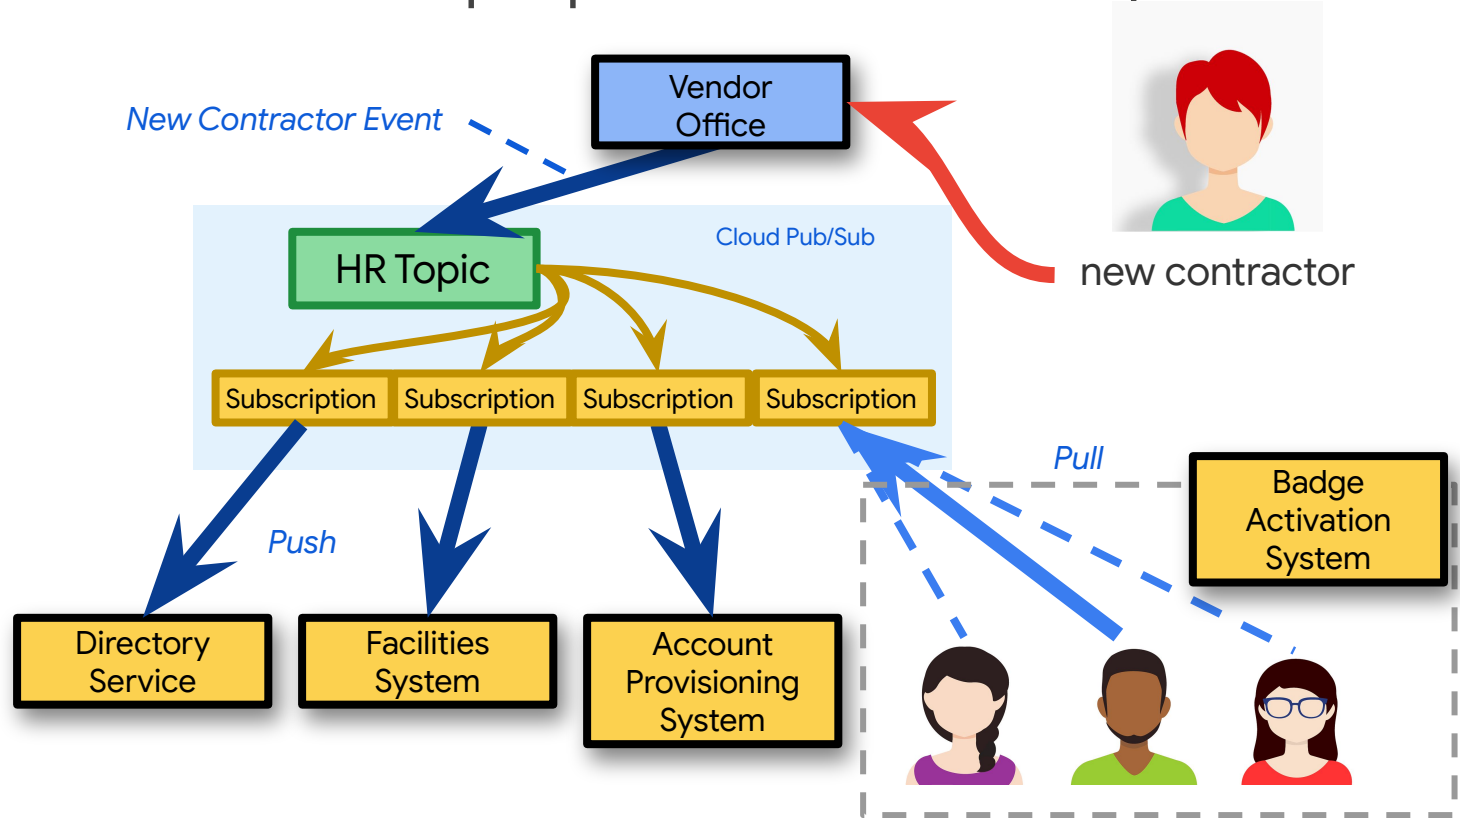 Vendor
Office
New Contractor Event
Cloud Pub/Sub
HR Topic
new contractor
Subscription
Subscription
Subscription
Subscription
Pull
Badge
Activation
System
Push
Directory
Service
Facilities
System
Account
Provisioning
System